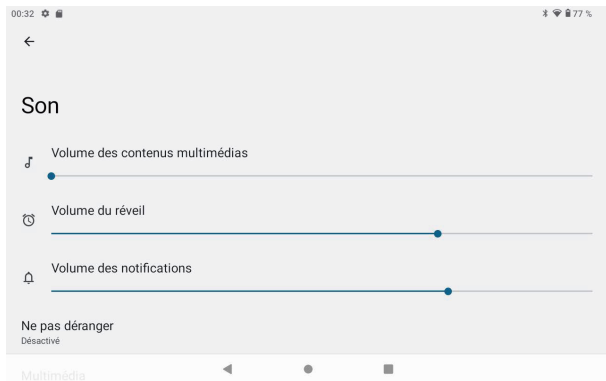 00:32 77 %
Son
Volume des contenus multimédias
Volume du réveil
Volume des notifications
Ne pas déranger
Désactivé
Multimédia